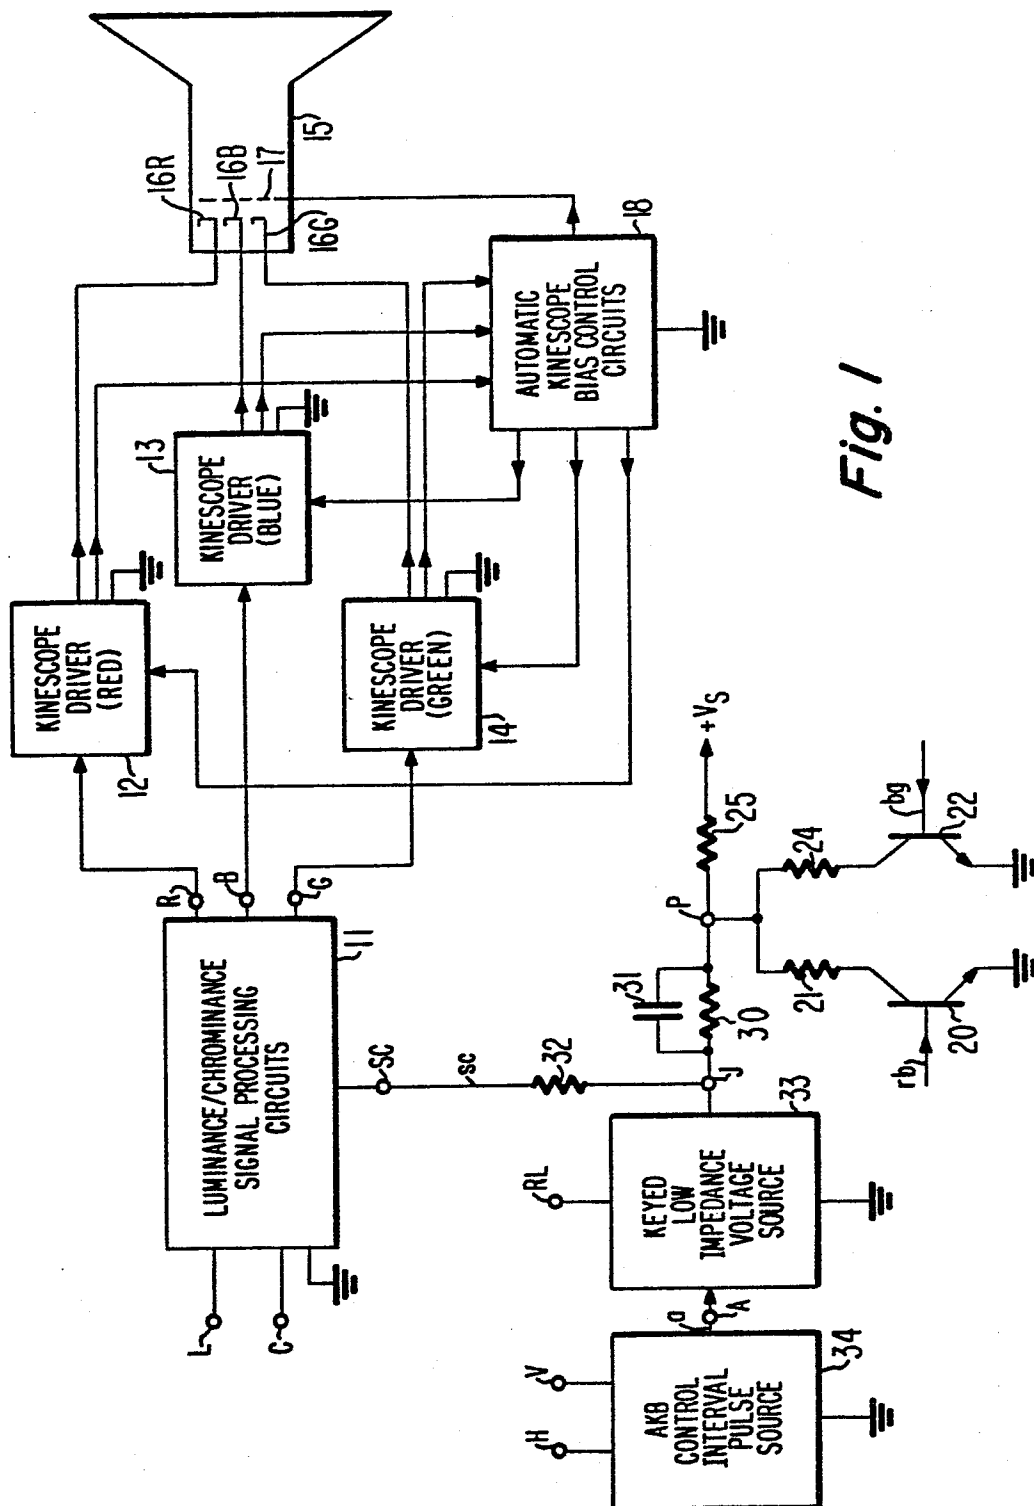 15
16R
16B
17
16G
18
AUTOMATIC
KINESCOPE
BIAS CONTROL
CIRCUITS
13
KINESCOPE
DRIVER
(BLUE)
KINESCOPE
DRIVER
(RED)
12
KINESCOPE
DRIVER
(GREEN)
14
R
B
G
LUMINANCE/CHROMINANCE
SIGNAL PROCESSING
CIRCUITS
11
L
C
SC
sc
32
31
30
J
P
25
+VS
21
24
20
22
rb
bg
KEYED
LOW
IMPEDANCE
VOLTAGE
SOURCE
33
RL
a
A
AKB
CONTROL
INTERVAL
PULSE
SOURCE
34
H
V
Fig. 1